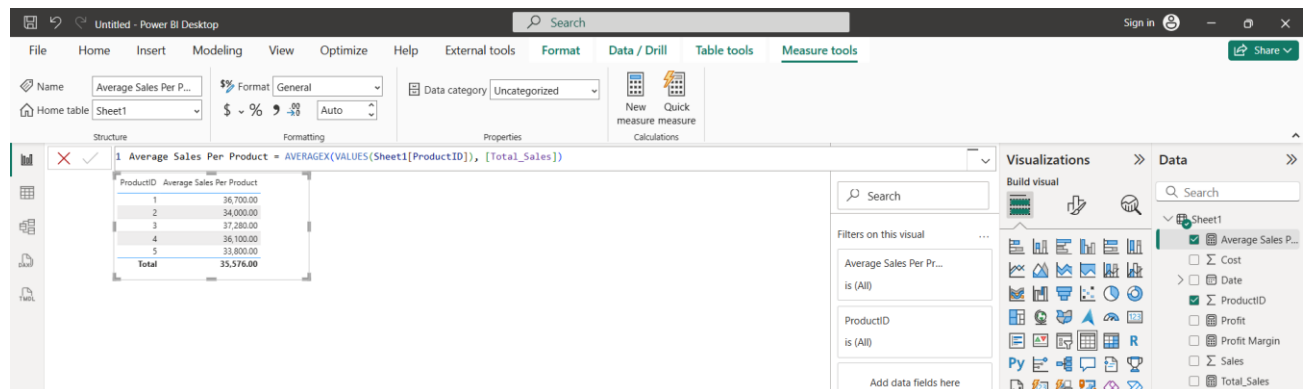 Untitled - Power BI Desktop
Search
Sign in
File Home Insert Modeling View Optimize Help External tools Format Data / Drill Table tools Measure tools
Share
Name Average Sales Per P...
Home table Sheet1
Structure
Format General
$ % 9 .00 Auto
Formatting
Data category Uncategorized
Properties
New measure
Quick measure
Calculations
1 Average Sales Per Product = AVERAGEX(VALUES(Sheet1[ProductID]), [Total_Sales])
ProductID Average Sales Per Product
1 36,700.00
2 34,000.00
3 37,280.00
4 36,100.00
5 33,800.00
Total 35,576.00
Search
Filters on this visual ...
Average Sales Per Pr...
is (All)
ProductID
is (All)
Add data fields here
Visualizations
Build visual
123
R
Py
Data
Search
Sheet1
Average Sales P...
Cost
Date
ProductID
Profit
Profit Margin
Sales
Total_Sales